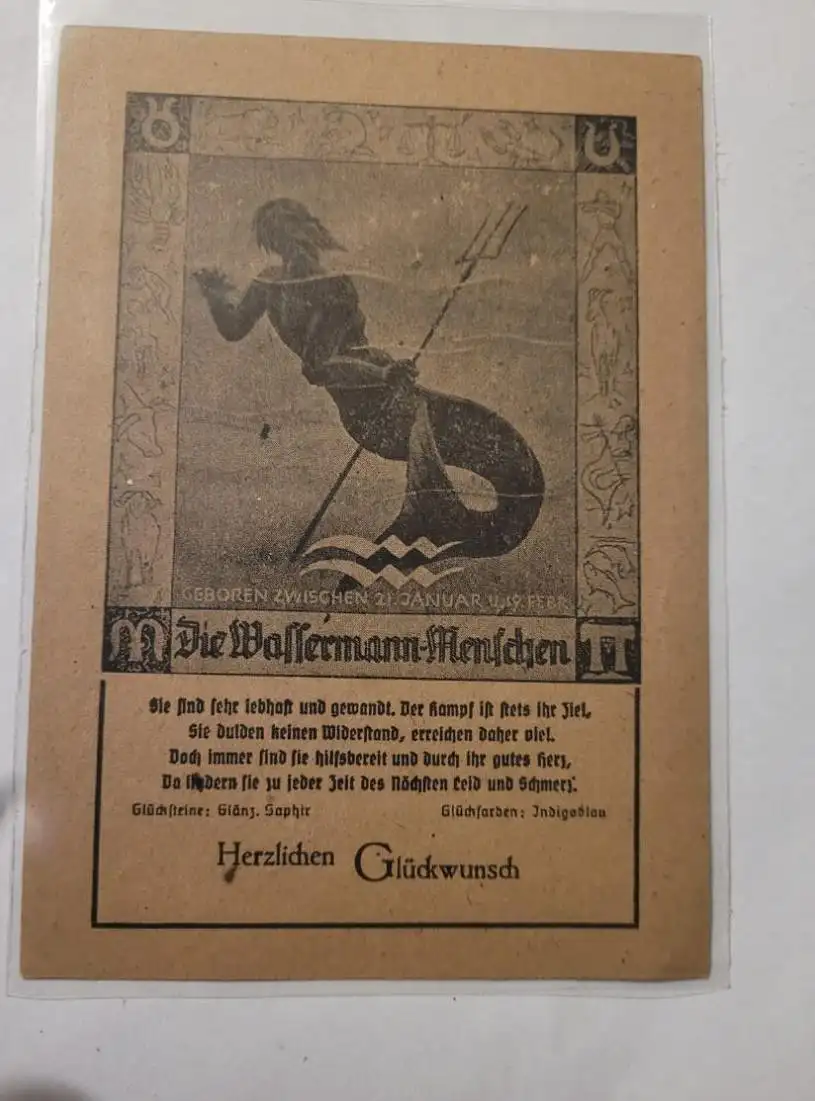 GEBOREN ZWISCHEN 21. JANUAR U. 19. FEBR.
Die Wassermann-Menschen
Sie sind sehr lebhaft und gewandt. Der Kampf ist stets ihr Ziel,
Sie dulden keinen Widerstand, erreichen daher viel.
Doch immer sind sie hilfsbereit und durch ihr gutes Herz,
Da lindern sie zu jeder Zeit des Nächsten Leid und Schmerz.
Glücksteine: Glänz. Saphir Glückfarben: Indigoblau
Herzlichen Glückwunsch